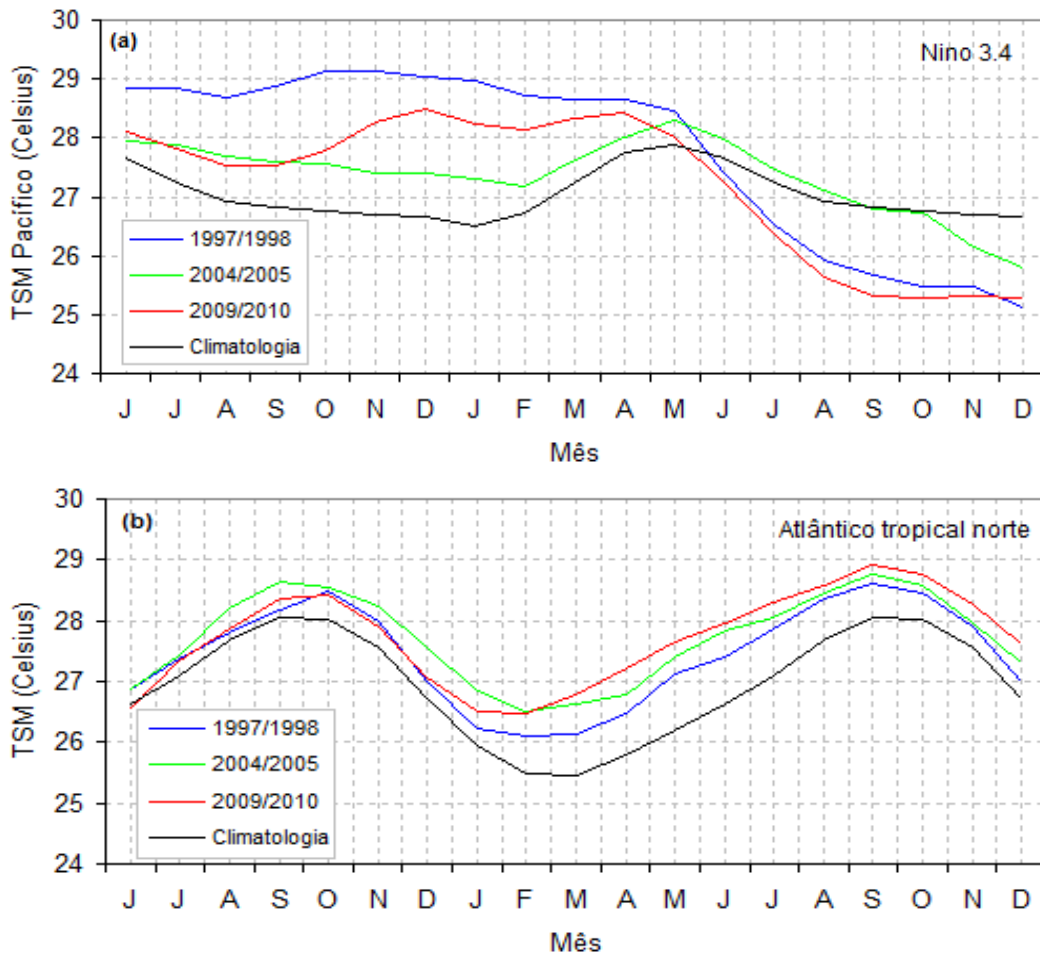 (a)
Nino 3.4
TSM Pacífico (Celsius)
30
29
28
27
26
25
24
1997/1998
2004/2005
2009/2010
Climatologia
J J A S O N D J F M A M J J A S O N D
Mês
(b)
Atlântico tropical norte
TSM (Celsius)
30
29
28
27
26
25
24
1997/1998
2004/2005
2009/2010
Climatologia
J J A S O N D J F M A M J J A S O N D
Mês